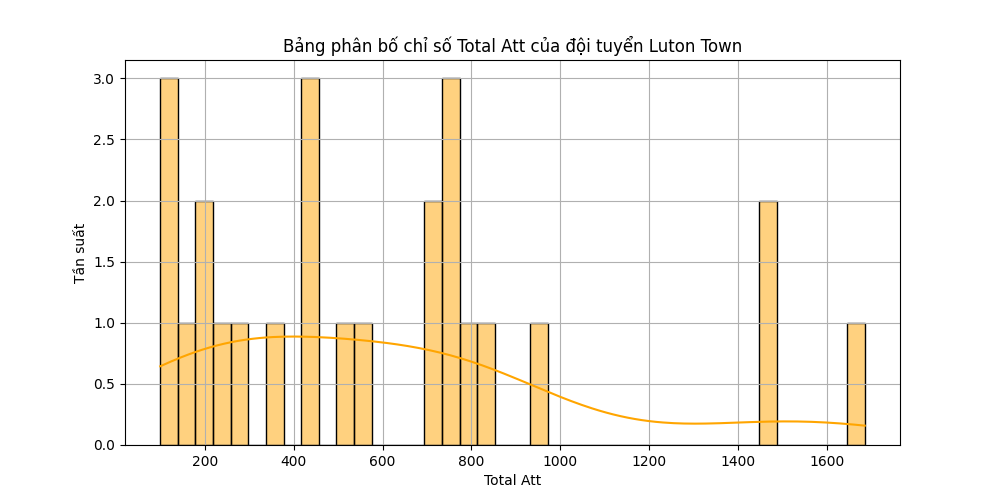 Bảng phân bố chỉ số Total Att của đội tuyển Luton Town
3.0
2.5
2.0
1.5
1.0
0.5
0.0
Tần suất
200 400 600 800 1000 1200 1400 1600
Total Att